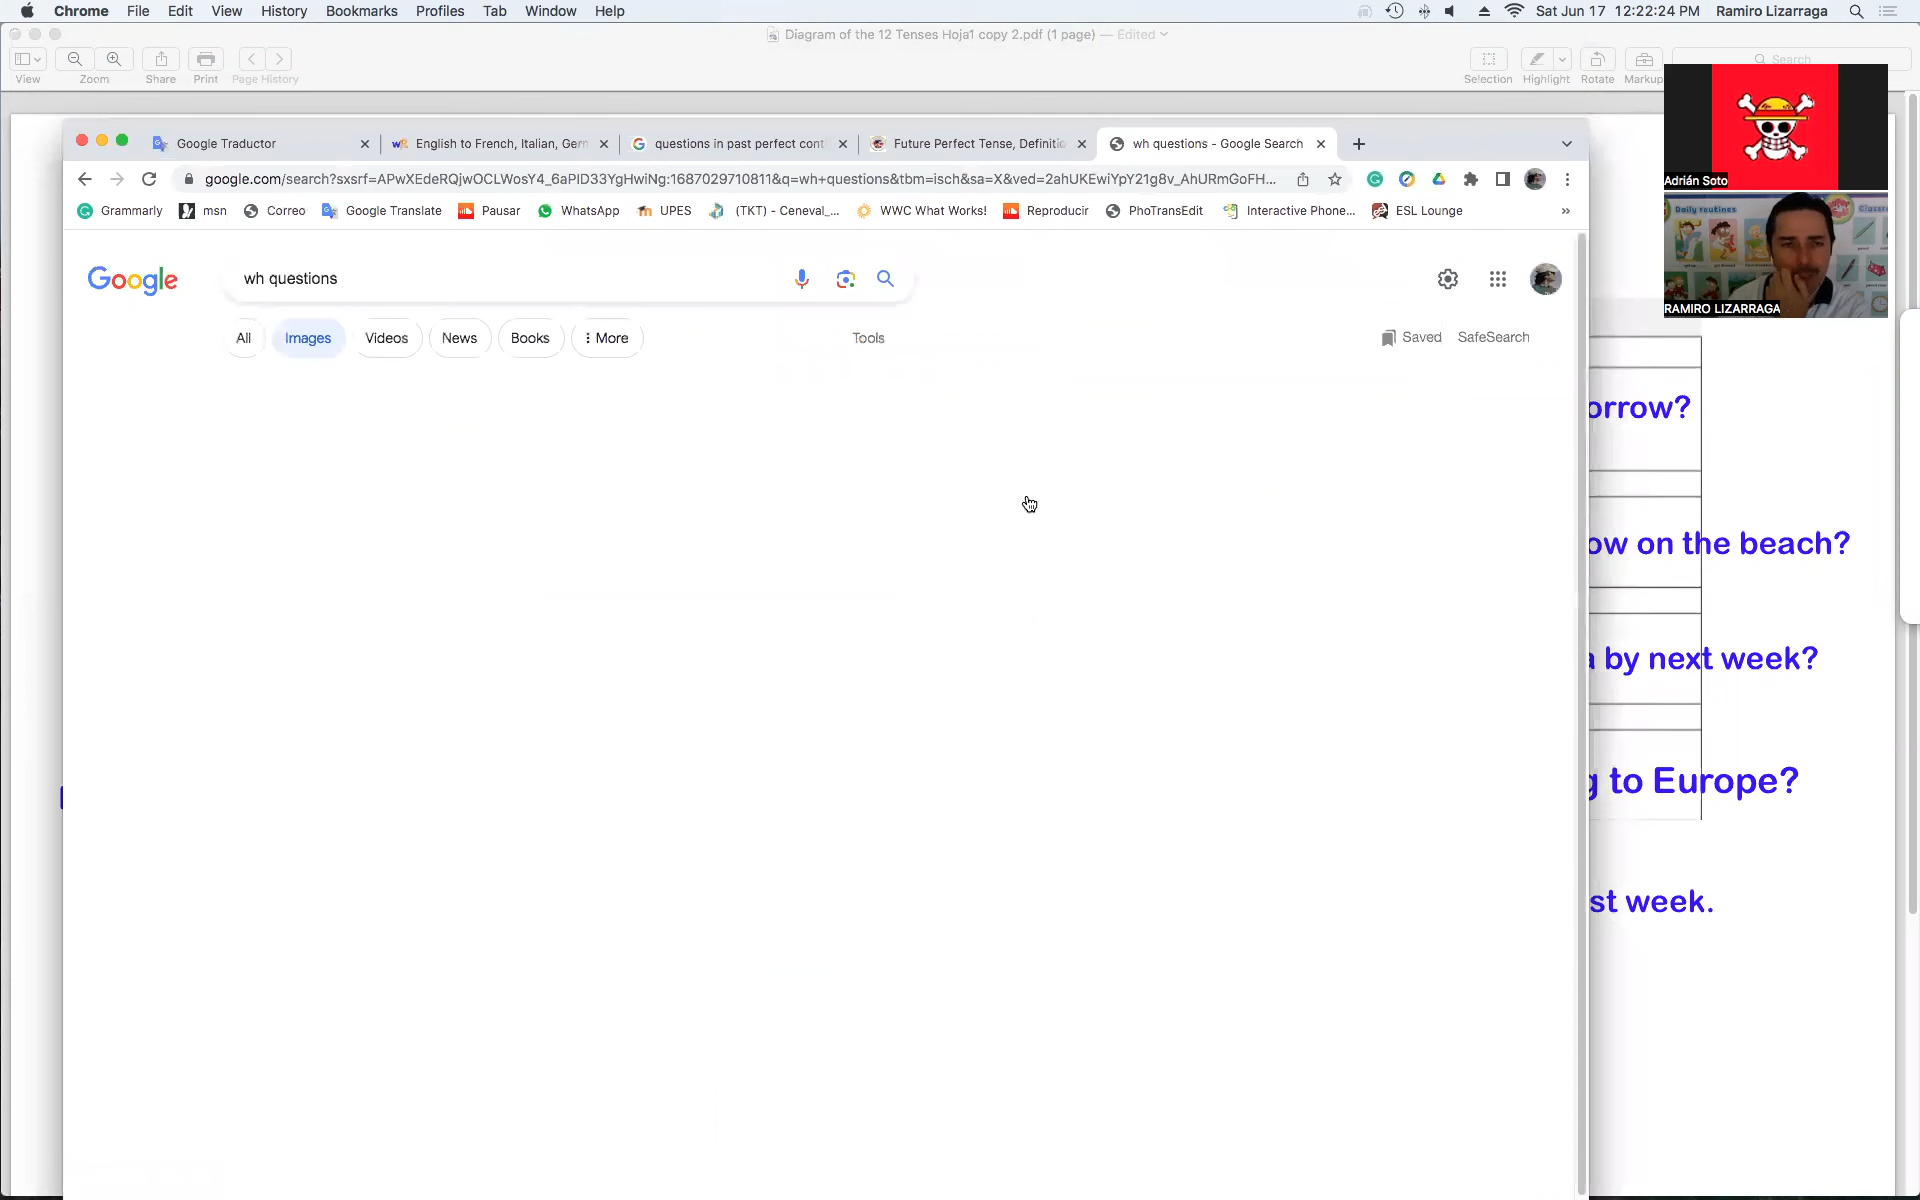 Chrome File Edit View History Bookmarks Profiles Tab Window Help
Sat Jun 17 12:22:24 PM Ramiro Lizarraga
Diagram of the 12 Tenses Hoja1 copy 2.pdf (1 page) — Edited
View Zoom Share Print Page History
Selection Highlight Rotate Markup
Search
Adrián Soto
Daily routines
RAMIRO LIZARRAGA
Google Traductor
English to French, Italian, Germ
questions in past perfect cont
Future Perfect Tense, Definitio
wh questions - Google Search
google.com/search?sxsrf=APwXEdeRQjwOCLWosY4_6aPID33YgHwiNg:1687029710811&q=wh+questions&tbm=isch&sa=X&ved=2ahUKEwiYpY21g8v_AhURmGoFH...
Grammarly msn Correo Google Translate Pausar WhatsApp UPES (TKT) - Ceneval_... WWC What Works! Reproducir PhoTransEdit Interactive Phone... ESL Lounge »
Google
wh questions
All Images Videos News Books More
Tools
Saved SafeSearch
orrow?
ow on the beach?
a by next week?
g to Europe?
st week.